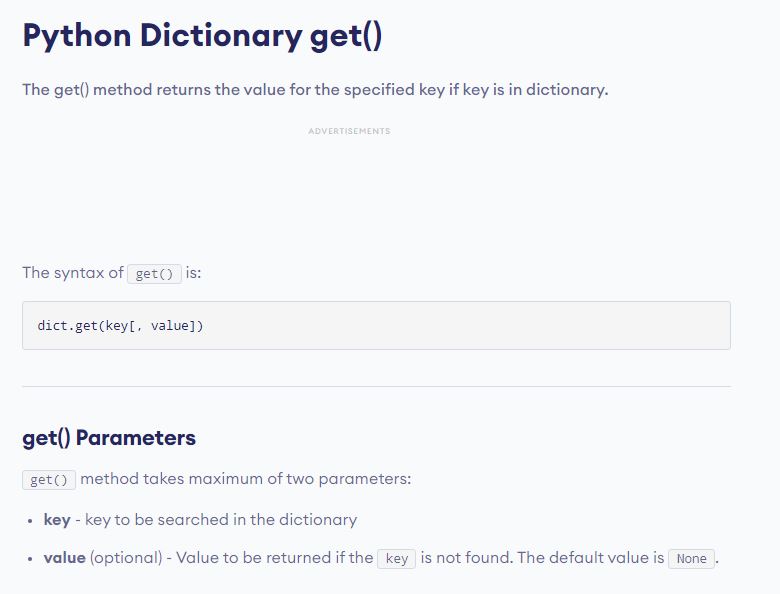 Python Dictionary get()
The get() method returns the value for the specified key if key is in dictionary.
ADVERTISEMENTS
The syntax of get() is:
dict.get(key[, value])
get() Parameters
get() method takes maximum of two parameters:
• key - key to be searched in the dictionary
• value (optional) - Value to be returned if the key is not found. The default value is None.